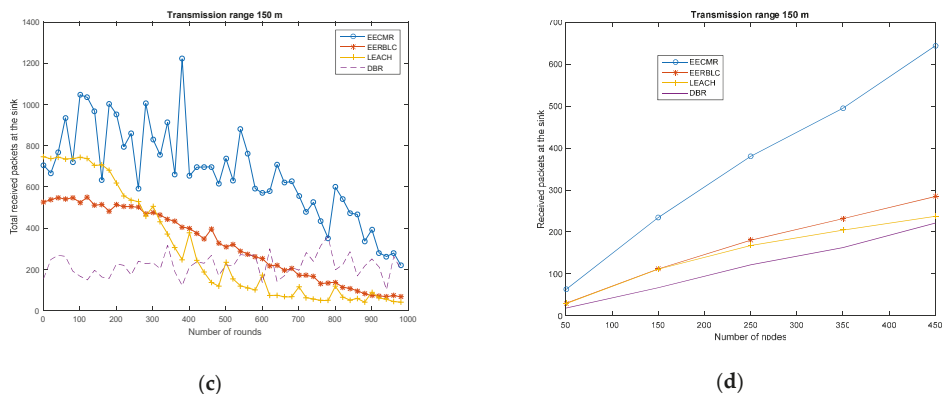 Transmission range 150 m
1400
1200
1000
800
600
400
200
0
Total received packets at the sink
EECMR
EERBLC
LEACH
DBR
0 100 200 300 400 500 600 700 800 900 1000
Number of rounds
(c)
Transmission range 150 m
700
600
500
400
300
200
100
0
Received packets at the sink
EECMR
EERBLC
LEACH
DBR
50 100 150 200 250 300 350 400 450
Number of nodes
(d)